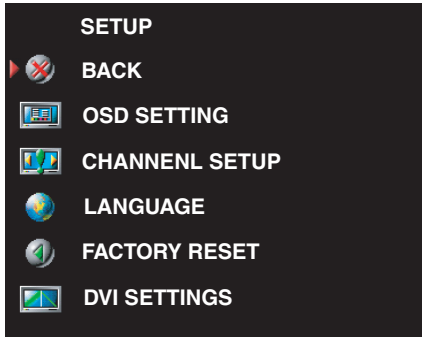 SETUP
BACK
OSD SETTING
CHANNENL SETUP
LANGUAGE
FACTORY RESET
DVI SETTINGS